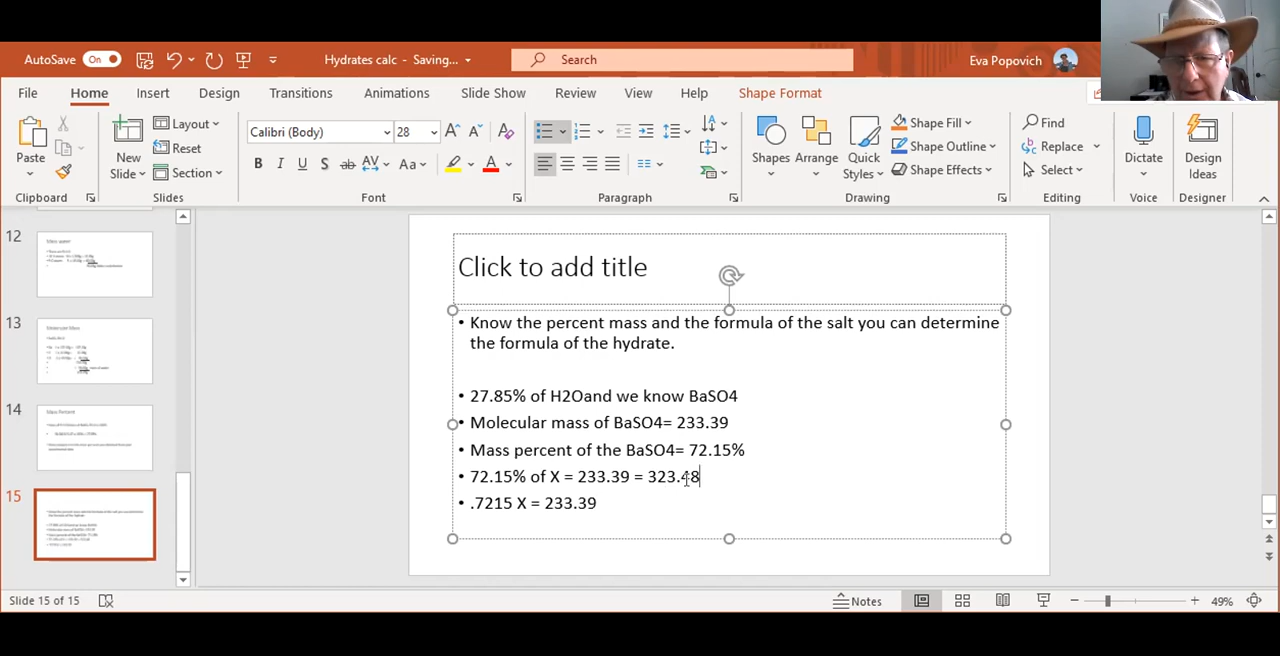 AutoSave On Hydrates calc - Saving... Search Eva Popovich
File Home Insert Design Transitions Animations Slide Show Review View Help Shape Format
Paste
New Slide
Layout
Reset
Section
Calibri (Body) 28
Shapes Arrange Quick Styles
Shape Fill
Shape Outline
Shape Effects
Find
Replace
Select
Dictate
Design Ideas
Clipboard Slides Font Paragraph Drawing Editing Voice Designer
12
13
14
15
Click to add title
• Know the percent mass and the formula of the salt you can determine
the formula of the hydrate.
• 27.85% of H2Oand we know BaSO4
• Molecular mass of BaSO4= 233.39
• Mass percent of the BaSO4= 72.15%
• 72.15% of X = 233.39 = 323.48
• .7215 X = 233.39
Slide 15 of 15 Notes 49%